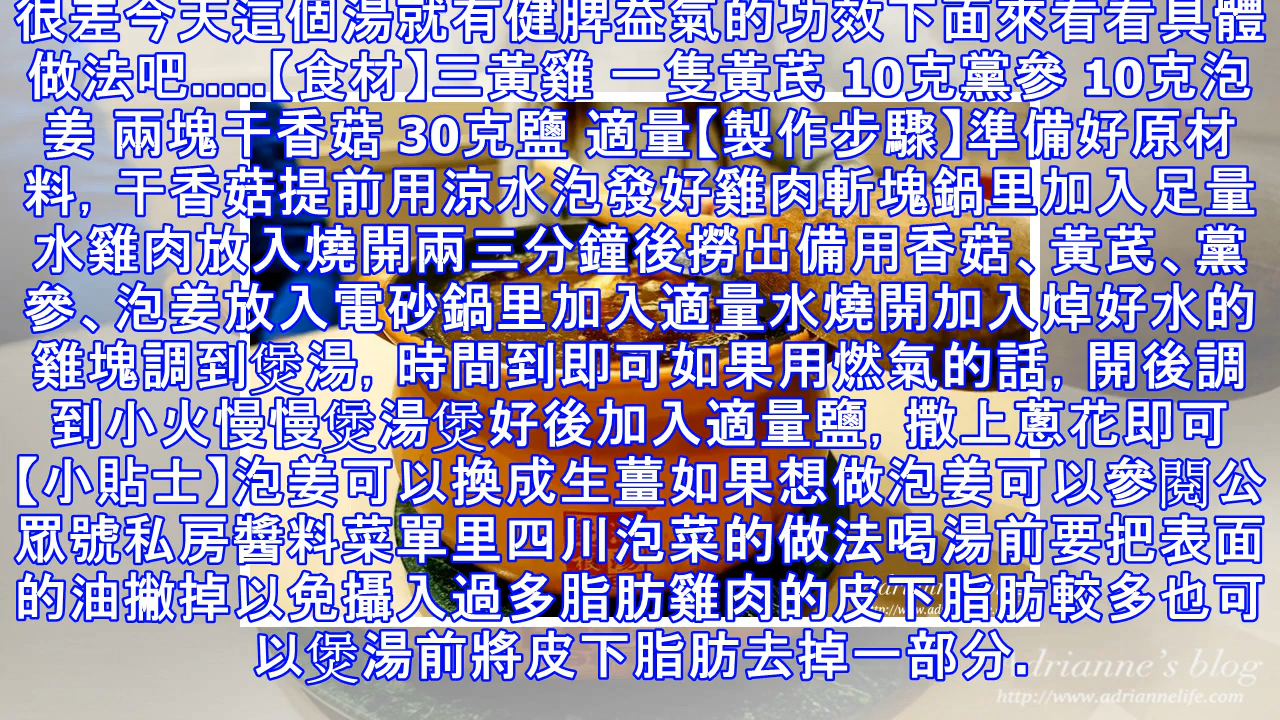 很差今天這個湯就有健脾益氣的功效下面來看看具體
做法吧.....【食材】三黃雞 一隻黃芪 10克黨參 10克泡
姜 兩塊干香菇 30克鹽 適量【製作步驟】準備好原材
料, 干香菇提前用涼水泡發好雞肉斬塊鍋里加入足量
水雞肉放入燒開兩三分鐘後撈出備用香菇、黃芪、黨
參、泡姜放入電砂鍋里加入適量水燒開加入焯好水的
雞塊調到煲湯, 時間到即可如果用燃氣的話, 開後調
到小火慢慢煲湯煲好後加入適量鹽, 撒上蔥花即可
【小貼士】泡姜可以換成生薑如果想做泡姜可以參閱公
眾號私房醬料菜單里四川泡菜的做法喝湯前要把表面
的油撇掉以免攝入過多脂肪雞肉的皮下脂肪較多也可
以煲湯前將皮下脂肪去掉一部分.
drianne's blog
http://www.adriannelife.com/